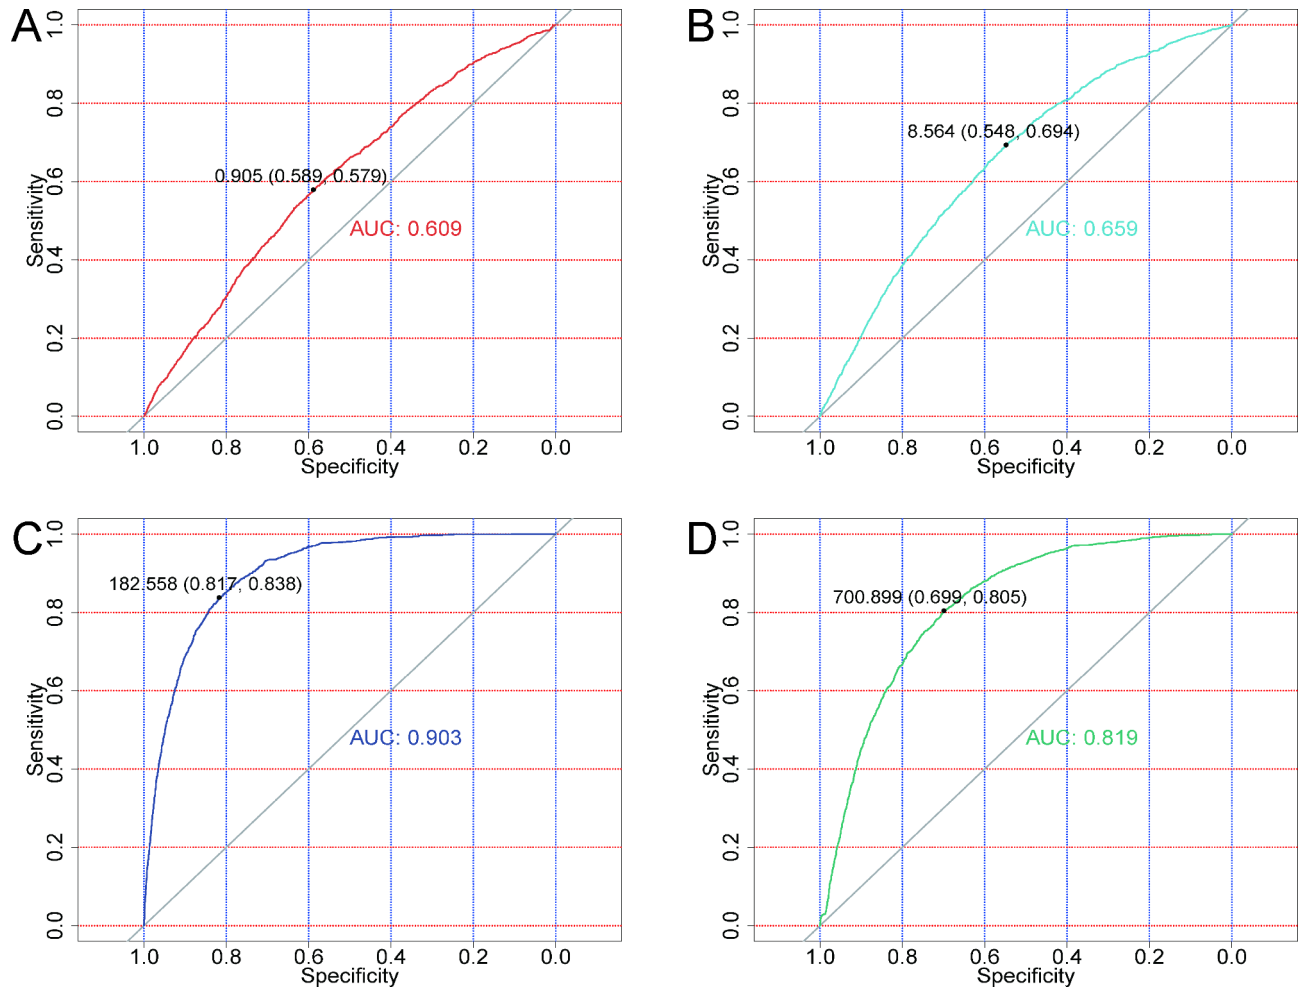 A
1.0
0.8
0.6
0.4
0.2
0.0
Sensitivity
0.905 (0.589, 0.579)
AUC: 0.609
1.0 0.8 0.6 0.4 0.2 0.0
Specificity
B
1.0
0.8
0.6
0.4
0.2
0.0
Sensitivity
8.564 (0.548, 0.694)
AUC: 0.659
1.0 0.8 0.6 0.4 0.2 0.0
Specificity
C
1.0
0.8
0.6
0.4
0.2
0.0
Sensitivity
182.558 (0.817, 0.838)
AUC: 0.903
1.0 0.8 0.6 0.4 0.2 0.0
Specificity
D
1.0
0.8
0.6
0.4
0.2
0.0
Sensitivity
700.899 (0.699, 0.805)
AUC: 0.819
1.0 0.8 0.6 0.4 0.2 0.0
Specificity